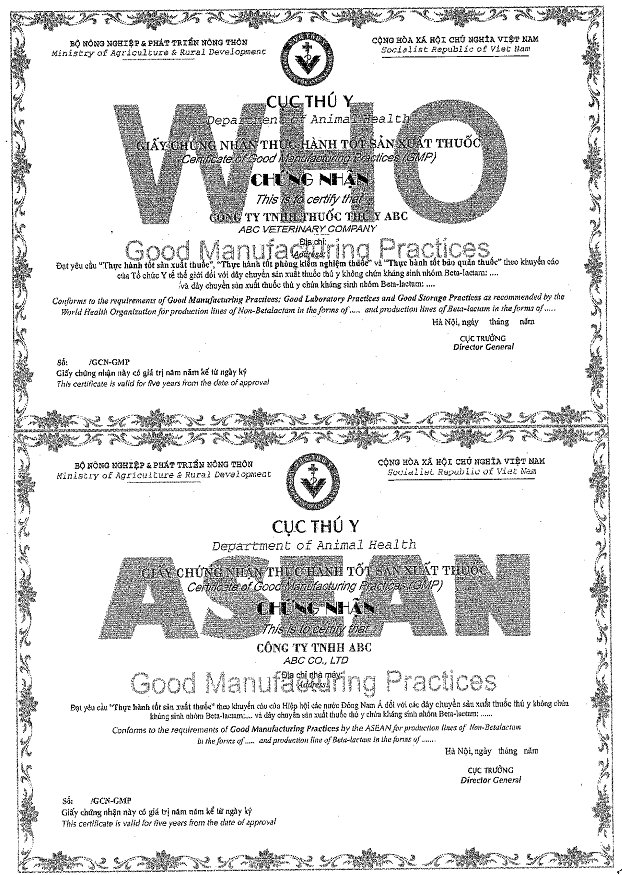 BỘ NÔNG NGHIỆP & PHÁT TRIỂN NÔNG THÔN
Ministry of Agriculture & Rural Development
CỘNG HÒA XÃ HỘI CHỦ NGHĨA VIỆT NAM
Socialist Republic of Viet Nam
CỤC THÚ Y
Department of Animal Health
WHO
GIẤY CHỨNG NHẬN THỰC HÀNH TỐT SẢN XUẤT THUỐC
Certificate of Good Manufacturing Practices (GMP)
CHỨNG NHẬN
This is to certify that
CÔNG TY TNHH THUỐC THÚ Y ABC
ABC VETERINARY COMPANY
Địa chỉ:
Address:
Good Manufacturing Practices
Đạt yêu cầu "Thực hành tốt sản xuất thuốc", "Thực hành tốt phòng kiểm nghiệm thuốc" và "Thực hành tốt bảo quản thuốc" theo khuyến cáo
của Tổ chức Y tế thế giới đối với dây chuyền sản xuất thuốc thú y không chứa kháng sinh nhóm Beta-lactam: ....
và dây chuyền sản xuất thuốc thú y chứa kháng sinh nhóm Beta-lactam: ....
Conforms to the requirements of Good Manufacturing Practices; Good Laboratory Practices and Good Storage Practices as recommended by the
World Health Organization for production lines of Non-Betalactam in the forms of ..... and production lines of Beta-lactam in the forms of .....
Hà Nội, ngày tháng năm
CỤC TRƯỞNG
Director General
Số: /GCN-GMP
Giấy chứng nhận này có giá trị năm năm kể từ ngày ký
This certificate is valid for five years from the date of approval
BỘ NÔNG NGHIỆP & PHÁT TRIỂN NÔNG THÔN
Ministry of Agriculture & Rural Development
CỘNG HÒA XÃ HỘI CHỦ NGHĨA VIỆT NAM
Socialist Republic of Viet Nam
CỤC THÚ Y
Department of Animal Health
ASEAN
GIẤY CHỨNG NHẬN THỰC HÀNH TỐT SẢN XUẤT THUỐC
Certificate of Good Manufacturing Practices (GMP)
CHỨNG NHẬN
This is to certify that
CÔNG TY TNHH ABC
ABC CO., LTD
Địa chỉ nhà máy:
Address:
Good Manufacturing Practices
Đạt yêu cầu "Thực hành tốt sản xuất thuốc" theo khuyến cáo của Hiệp hội các nước Đông Nam Á đối với các dây chuyền sản xuất thuốc thú y không chứa
kháng sinh nhóm Beta-lactam:..... và dây chuyền sản xuất thuốc thú y chứa kháng sinh nhóm Beta-lactam: ......
Conforms to the requirements of Good Manufacturing Practices by the ASEAN for production lines of Non-Betalactam
in the forms of ..... and production line of Beta-lactam in the forms of .......
Hà Nội, ngày tháng năm
CỤC TRƯỞNG
Director General
Số: /GCN-GMP
Giấy chứng nhận này có giá trị năm năm kể từ ngày ký
This certificate is valid for five years from the date of approval